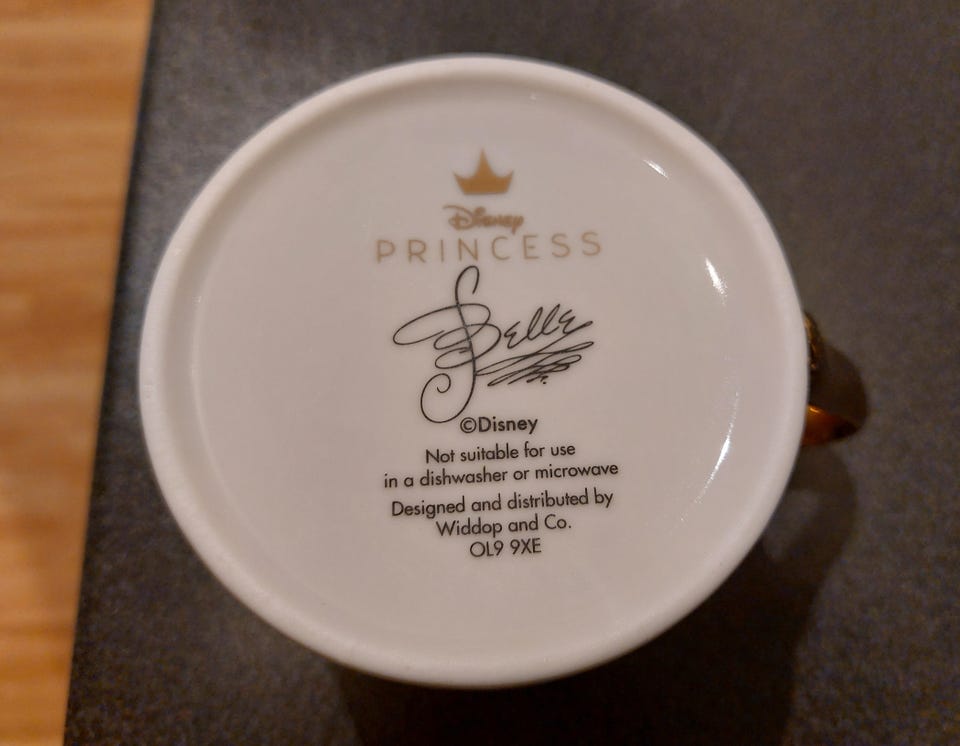 Disney
PRINCESS
Belle
©Disney
Not suitable for use
in a dishwasher or microwave
Designed and distributed by
Widdop and Co.
OL9 9XE